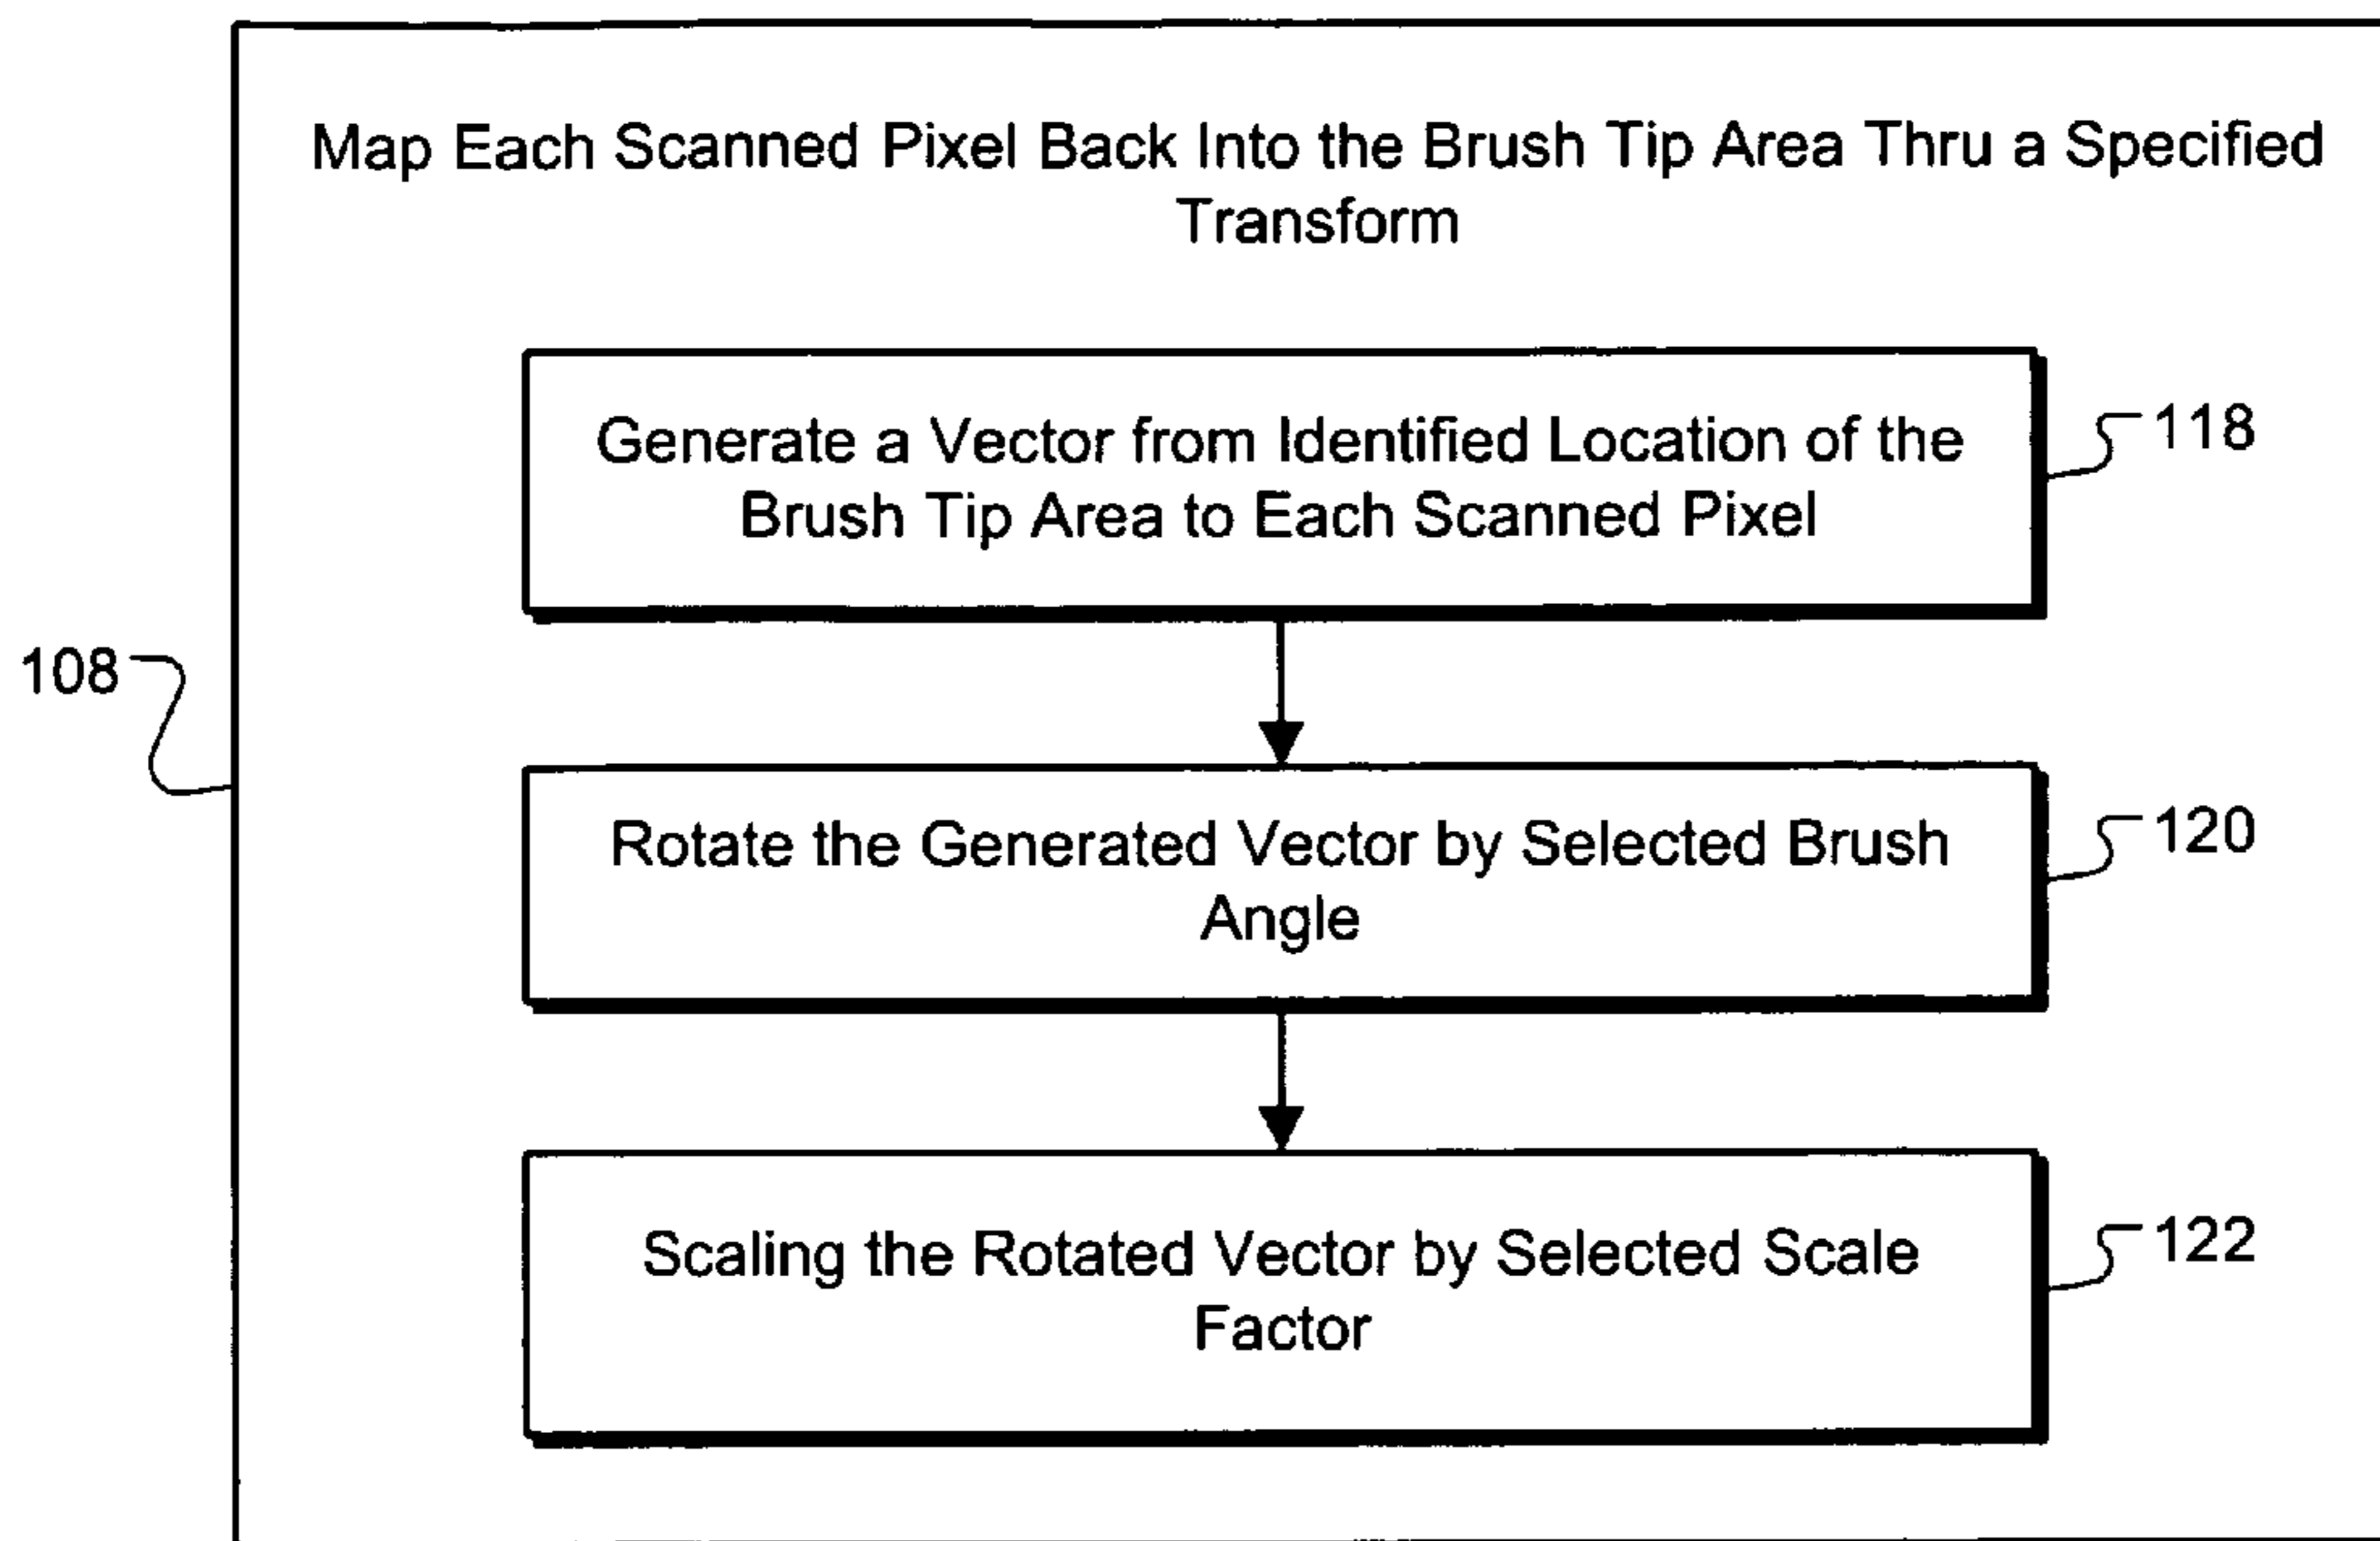 Map Each Scanned Pixel Back Into the Brush Tip Area Thru a Specified
Transform
Generate a Vector from Identified Location of the
Brush Tip Area to Each Scanned Pixel
118
108
Rotate the Generated Vector by Selected Brush
Angle
120
Scaling the Rotated Vector by Selected Scale
Factor
122